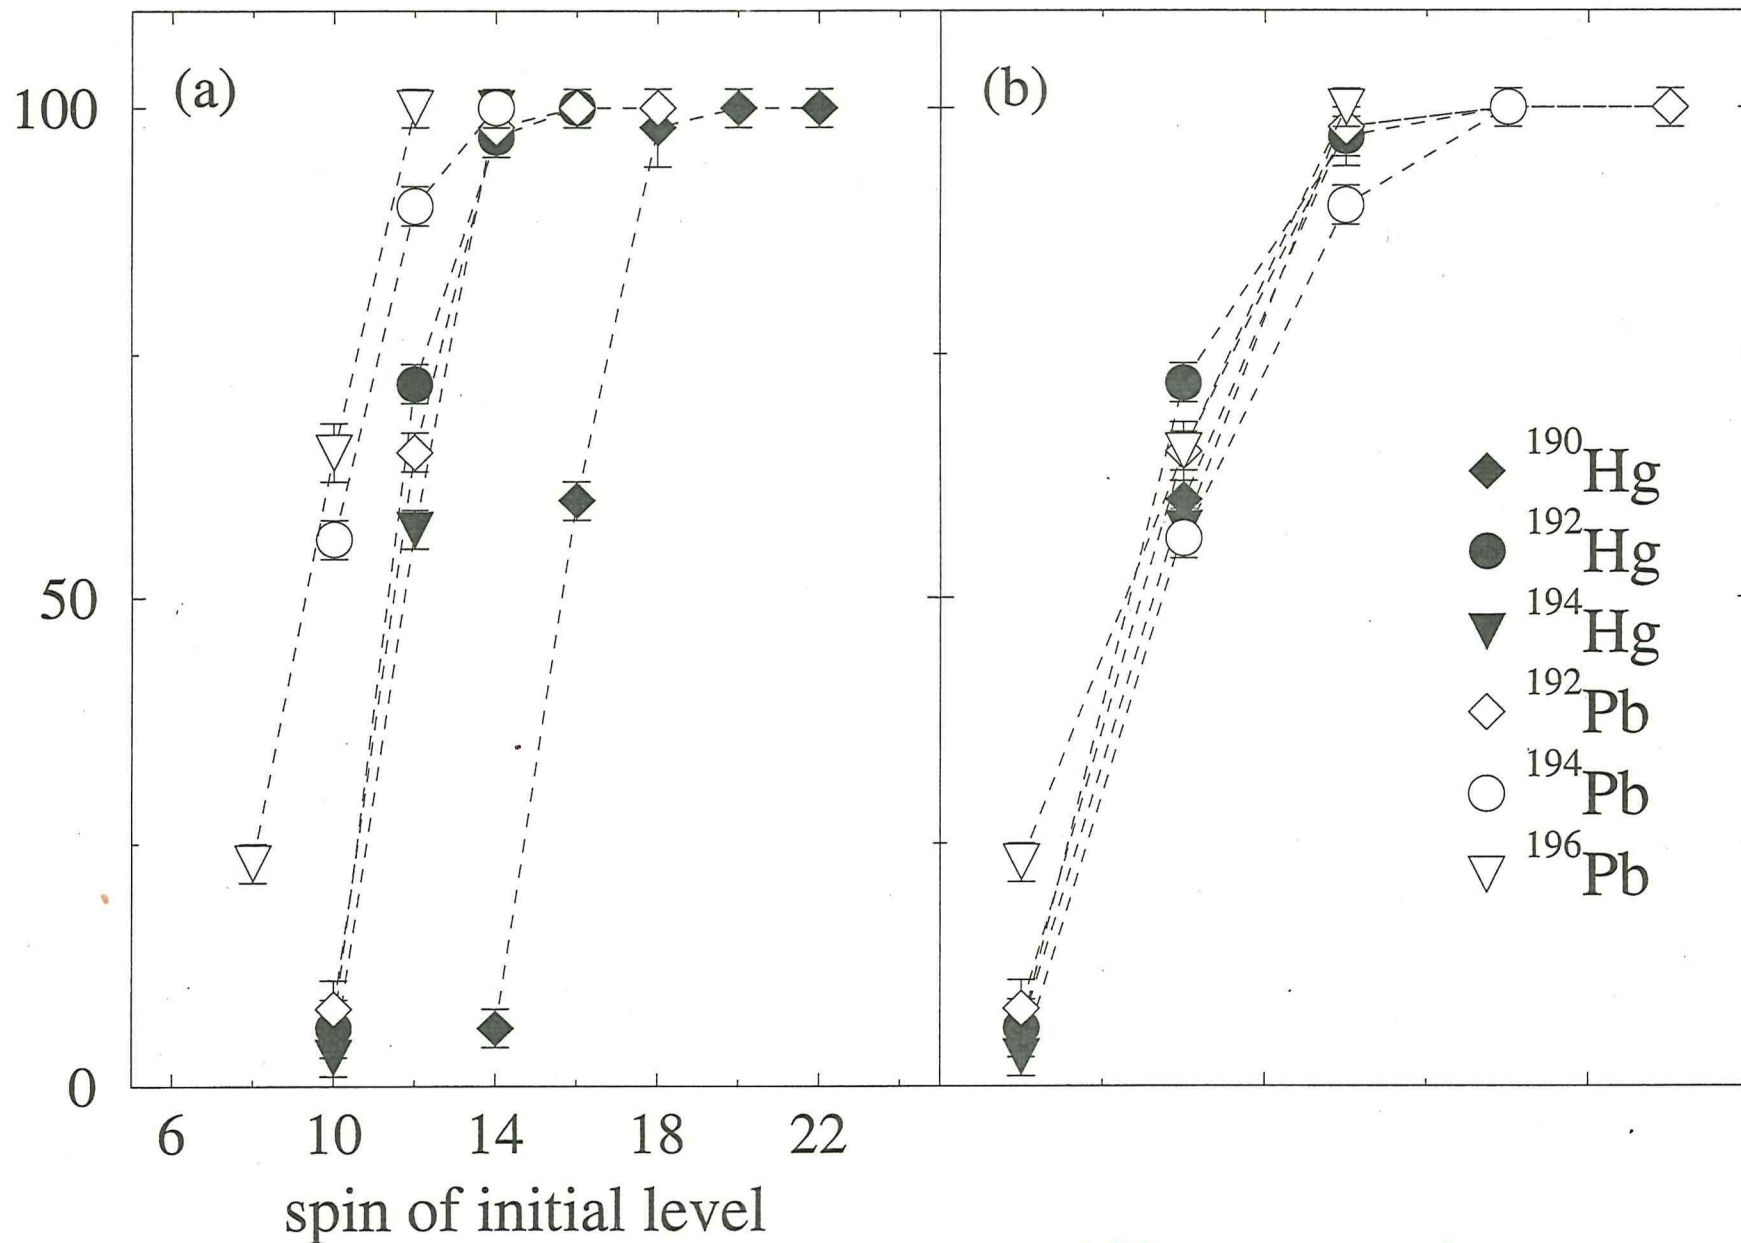 (a)
(b)
100
50
0
190Hg
192Hg
194Hg
192Pb
194Pb
196Pb
6 10 14 18 22
spin of initial level